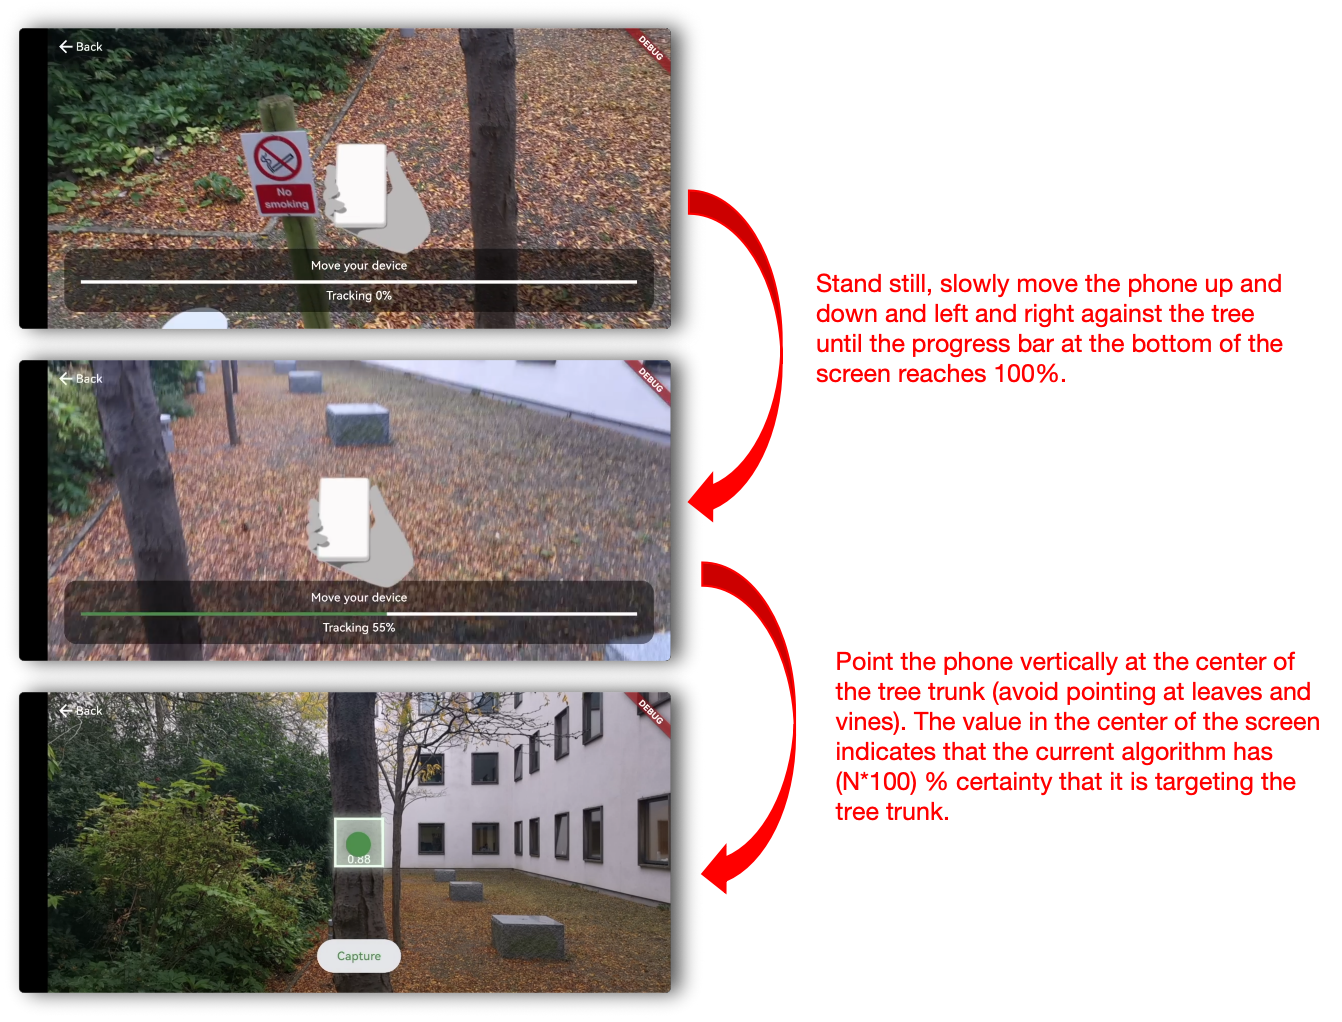 Back
DEBUG
No
smoking
Move your device
Tracking 0%
Stand still, slowly move the phone up and
down and left and right against the tree
until the progress bar at the bottom of the
screen reaches 100%.
Back
DEBUG
Move your device
Tracking 55%
Point the phone vertically at the center of
the tree trunk (avoid pointing at leaves and
vines). The value in the center of the screen
indicates that the current algorithm has
(N*100) % certainty that it is targeting the
tree trunk.
Back
DEBUG
0.88
Capture